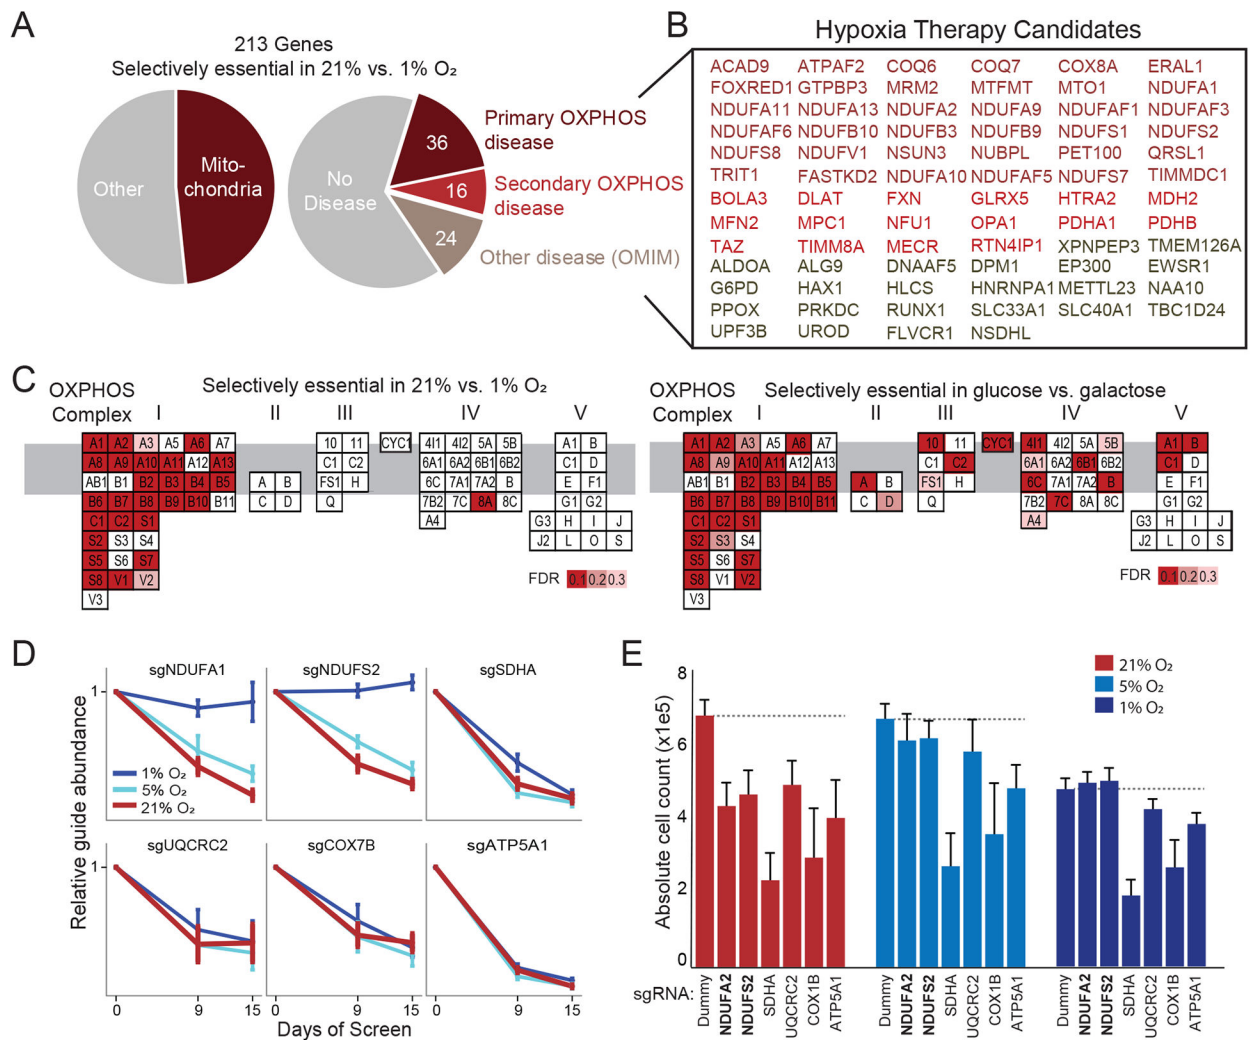 A
213 Genes
Selectively essential in 21% vs. 1% O₂
Other
Mito-
chondria
No
Disease
36
16
24
Primary OXPHOS
disease
Secondary OXPHOS
disease
Other disease (OMIM)
B
Hypoxia Therapy Candidates
ACAD9 ATPAF2 COQ6 COQ7 COX8A ERAL1
FOXRED1 GTPBP3 MRM2 MTFMT MTO1 NDUFA1
NDUFA11 NDUFA13 NDUFA2 NDUFA9 NDUFAF1 NDUFAF3
NDUFAF6 NDUFB10 NDUFB3 NDUFB9 NDUFS1 NDUFS2
NDUFS8 NDUFV1 NSUN3 NUBPL PET100 QRSL1
TRIT1 FASTKD2 NDUFA10 NDUFAF5 NDUFS7 TIMMDC1
BOLA3 DLAT FXN GLRX5 HTRA2 MDH2
MFN2 MPC1 NFU1 OPA1 PDHA1 PDHB
TAZ TIMM8A MECR RTN4IP1 XPNPEP3 TMEM126A
ALDOA ALG9 DNAAF5 DPM1 EP300 EWSR1
G6PD HAX1 HLCS HNRNPA1 METTL23 NAA10
PPOX PRKDC RUNX1 SLC33A1 SLC40A1 TBC1D24
UPF3B UROD FLVCR1 NSDHL
C
OXPHOS
Complex
Selectively essential in 21% vs. 1% O₂
I II III IV V
A1 A2 A3 A5 A6 A7 10 11 CYC1 4I1 4I2 5A 5B A1 B
A8 A9 A10 A11 A12 A13 C1 C2 6A1 6A2 6B1 6B2 C1 D
AB1 B1 B2 B3 B4 B5 A B FS1 H 6C 7A1 7A2 B E F1
B6 B7 B8 B9 B10 B11 C D Q 7B2 7C 8A 8C G1 G2
C1 C2 S1 A4 G3 H I J
S2 S3 S4 J2 L O S
S5 S6 S7
S8 V1 V2
V3
FDR 0.1 0.2 0.3
OXPHOS
Complex
Selectively essential in glucose vs. galactose
I II III IV V
A1 A2 A3 A5 A6 A7 10 11 CYC1 4I1 4I2 5A 5B A1 B
A8 A9 A10 A11 A12 A13 C1 C2 6A1 6A2 6B1 6B2 C1 D
AB1 B1 B2 B3 B4 B5 A B FS1 H 6C 7A1 7A2 B E F1
B6 B7 B8 B9 B10 B11 C D Q 7B2 7C 8A 8C G1 G2
C1 C2 S1 A4 G3 H I J
S2 S3 S4 J2 L O S
S5 S6 S7
S8 V1 V2
V3
FDR 0.1 0.2 0.3
D
Relative guide abundance
sgNDUFA1 sgNDUFS2 sgSDHA
1
1% O₂
5% O₂
21% O₂
Relative guide abundance
sgUQCRC2 sgCOX7B sgATP5A1
1
0 9 15 0 9 15 0 9 15
Days of Screen
E
Absolute cell count (x1e5)
8
6
4
2
0
21% O₂
5% O₂
1% O₂
sgRNA:
Dummy NDUFA2 NDUFS2 SDHA UQCRC2 COX1B ATP5A1
Dummy NDUFA2 NDUFS2 SDHA UQCRC2 COX1B ATP5A1
Dummy NDUFA2 NDUFS2 SDHA UQCRC2 COX1B ATP5A1